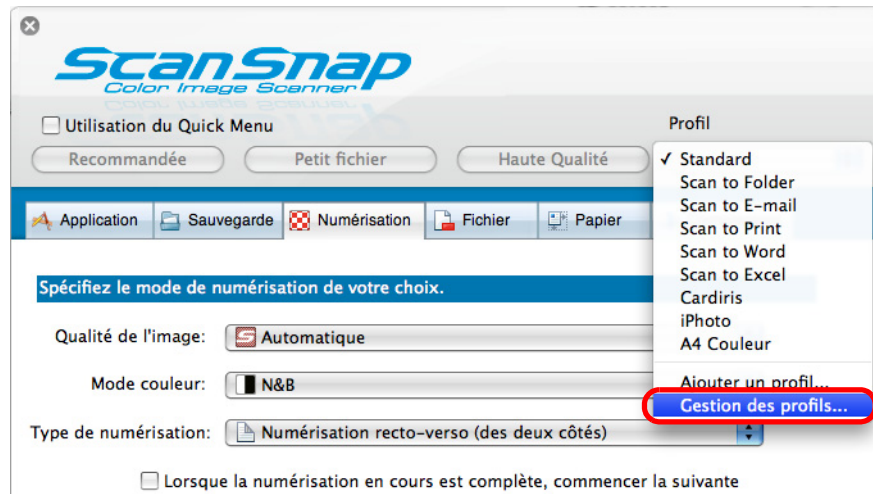 ScanSnap
Color Image Scanner
Utilisation du Quick Menu
Profil
Recommandée
Petit fichier
Haute Qualité
✓ Standard
Scan to Folder
Scan to E-mail
Scan to Print
Scan to Word
Scan to Excel
Cardiris
iPhoto
A4 Couleur
Ajouter un profil...
Gestion des profils...
Application
Sauvegarde
Numérisation
Fichier
Papier
Spécifiez le mode de numérisation de votre choix.
Qualité de l'image:
Automatique
Mode couleur:
N&B
Type de numérisation:
Numérisation recto-verso (des deux côtés)
Lorsque la numérisation en cours est complète, commencer la suivante